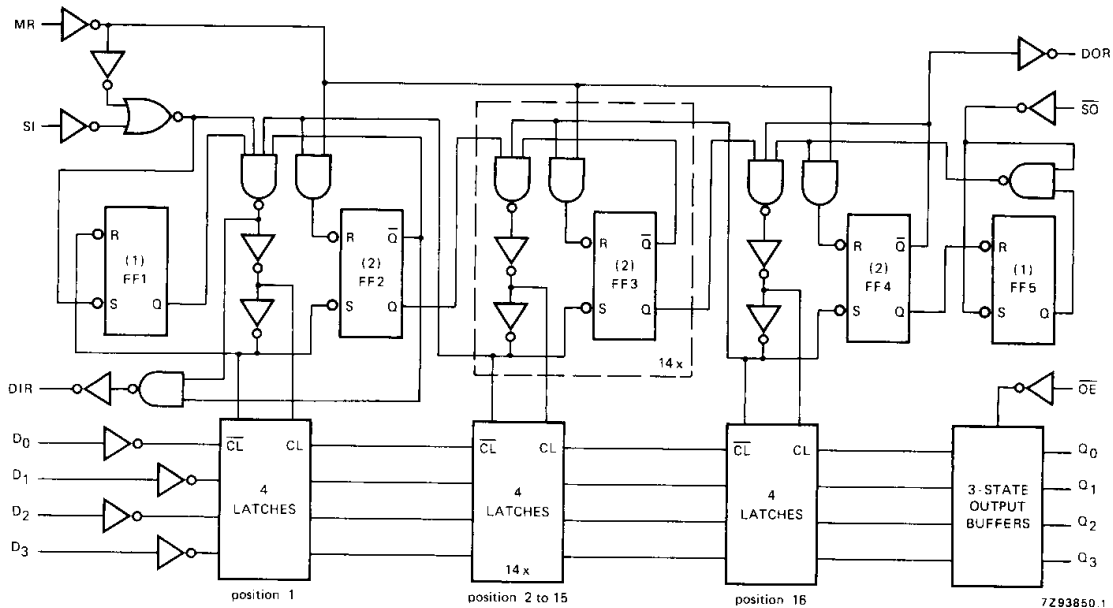 MR
DOR
SO
SI
R
(1)
FF1
S
Q
R
Q
(2)
FF2
S
Q
R
Q
(2)
FF3
S
Q
14 x
R
Q
(2)
FF4
S
Q
R
(1)
FF5
S
Q
DIR
OE
D0
CL
CL
CL
CL
CL
CL
Q0
D1
4
LATCHES
4
LATCHES
4
LATCHES
3-STATE
OUTPUT
BUFFERS
Q1
D2
Q2
D3
14 x
Q3
position 1
position 2 to 15
position 16
7Z93850.1